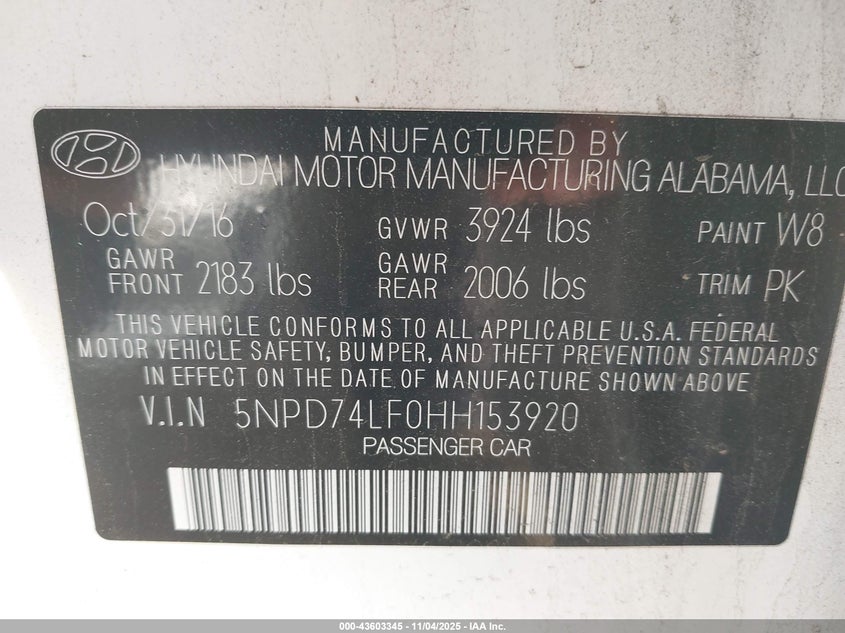 MANUFACTURED BY
HYUNDAI MOTOR MANUFACTURING ALABAMA, LLC
Oct/31/16 GVWR 3924 lbs PAINT W8
GAWR FRONT 2183 lbs GAWR REAR 2006 lbs TRIM PK
THIS VEHICLE CONFORMS TO ALL APPLICABLE U.S.A. FEDERAL
MOTOR VEHICLE SAFETY, BUMPER, AND THEFT PREVENTION STANDARDS
IN EFFECT ON THE DATE OF MANUFACTURE SHOWN ABOVE
V.I.N 5NPD74LF0HH153920
PASSENGER CAR
000-43603345 - 11/04/2025 - IAA Inc.